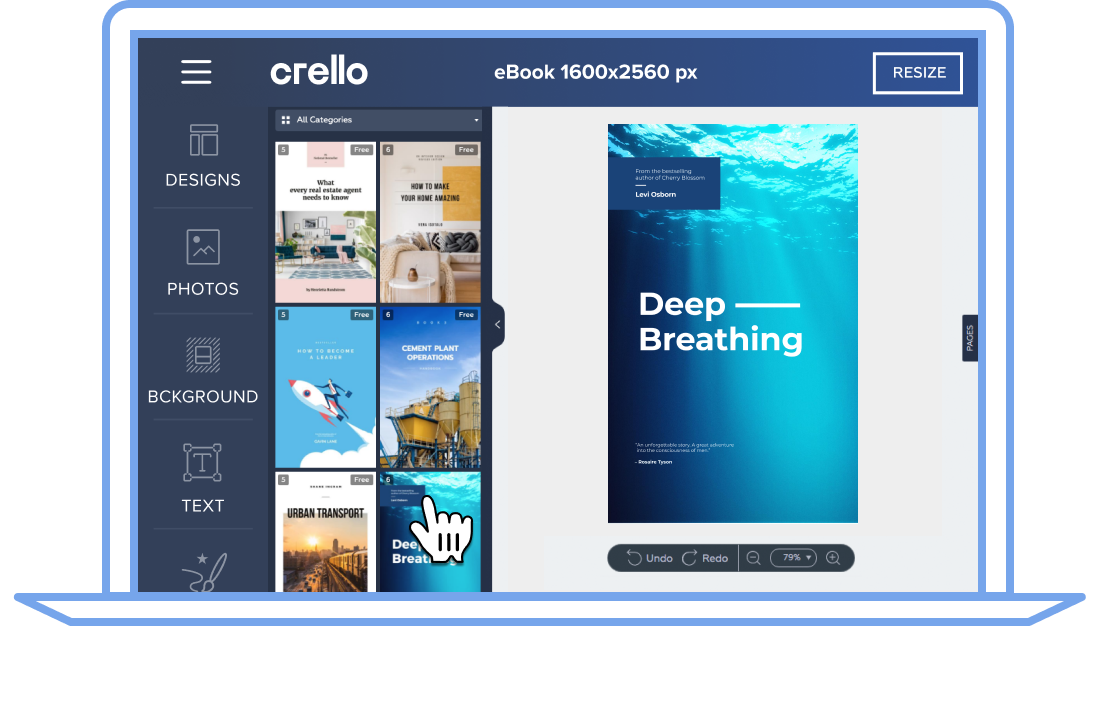 crello
eBook 1600x2560 px
RESIZE
DESIGNS
PHOTOS
BCKGROUND
TEXT
All Categories
5
Free
What
every real estate agent
needs to know
6
Free
HOW TO MAKE
YOUR HOME AMAZING
5
Free
HOW TO BECOME
A LEADER
6
Free
CEMENT PLANT
OPERATIONS
5
Free
URBAN TRANSPORT
6
Deep
From the bestselling
author of Cherry Blossom
Levi Osborn
Deep
Breathing
"An unforgettable story. A great adventure
into the consciousness of men."
- Rosaire Tyson
PAGES
Undo
Redo
79%